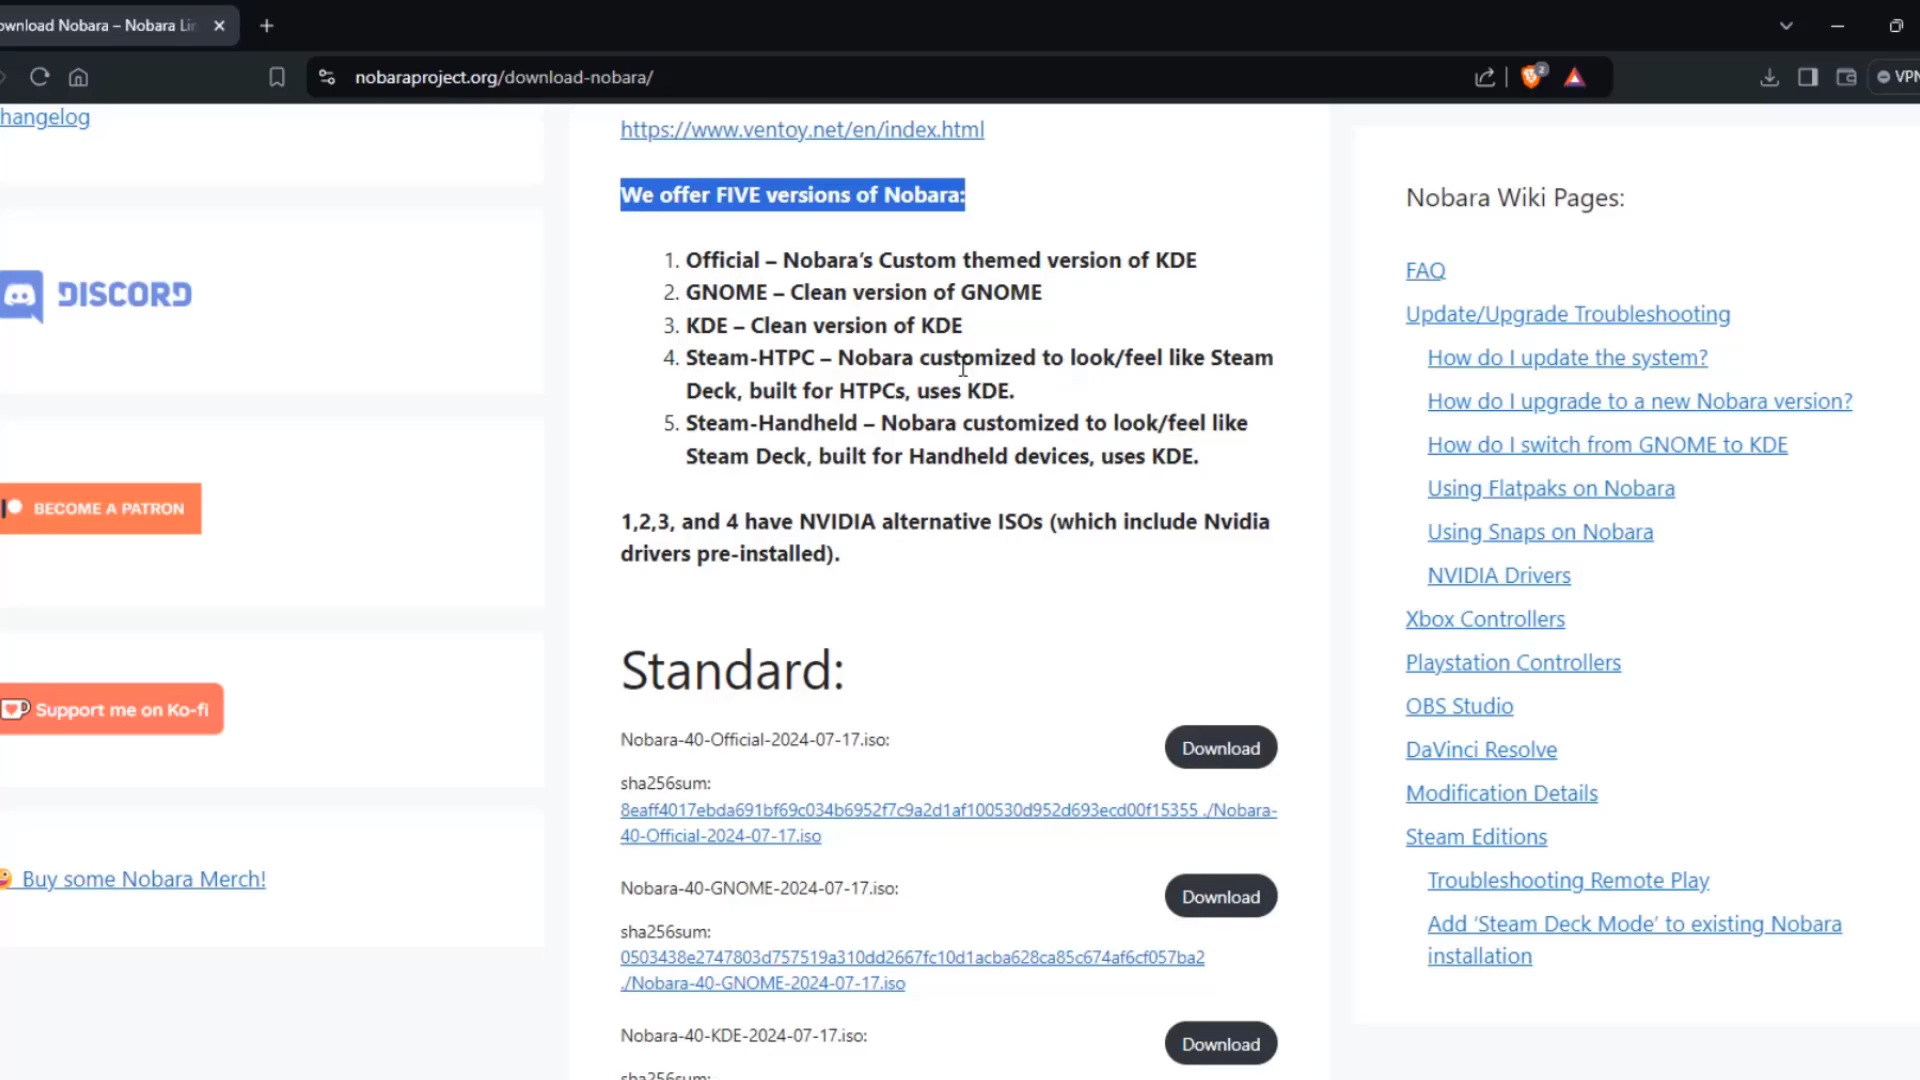 ownload Nobara – Nobara Li
nobaraproject.org/download-nobara/
2
VPN
hangelog
DISCORD
BECOME A PATRON
Support me on Ko-fi
Buy some Nobara Merch!
https://www.ventoy.net/en/index.html
We offer FIVE versions of Nobara:
1. Official – Nobara’s Custom themed version of KDE
2. GNOME – Clean version of GNOME
3. KDE – Clean version of KDE
4. Steam-HTPC – Nobara customized to look/feel like Steam
Deck, built for HTPCs, uses KDE.
5. Steam-Handheld – Nobara customized to look/feel like
Steam Deck, built for Handheld devices, uses KDE.
1,2,3, and 4 have NVIDIA alternative ISOs (which include Nvidia
drivers pre-installed).
Standard:
Nobara-40-Official-2024-07-17.iso:
Download
sha256sum:
8eaff4017ebda691bf69c034b6952f7c9a2d1af100530d952d693ecd00f15355 ./Nobara-
40-Official-2024-07-17.iso
Nobara-40-GNOME-2024-07-17.iso:
Download
sha256sum:
0503438e2747803d757519a310dd2667fc10d1acba628ca85c674af6cf057ba2
./Nobara-40-GNOME-2024-07-17.iso
Nobara-40-KDE-2024-07-17.iso:
Download
sha256sum:
Nobara Wiki Pages:
FAQ
Update/Upgrade Troubleshooting
How do I update the system?
How do I upgrade to a new Nobara version?
How do I switch from GNOME to KDE
Using Flatpaks on Nobara
Using Snaps on Nobara
NVIDIA Drivers
Xbox Controllers
Playstation Controllers
OBS Studio
DaVinci Resolve
Modification Details
Steam Editions
Troubleshooting Remote Play
Add ‘Steam Deck Mode’ to existing Nobara
installation